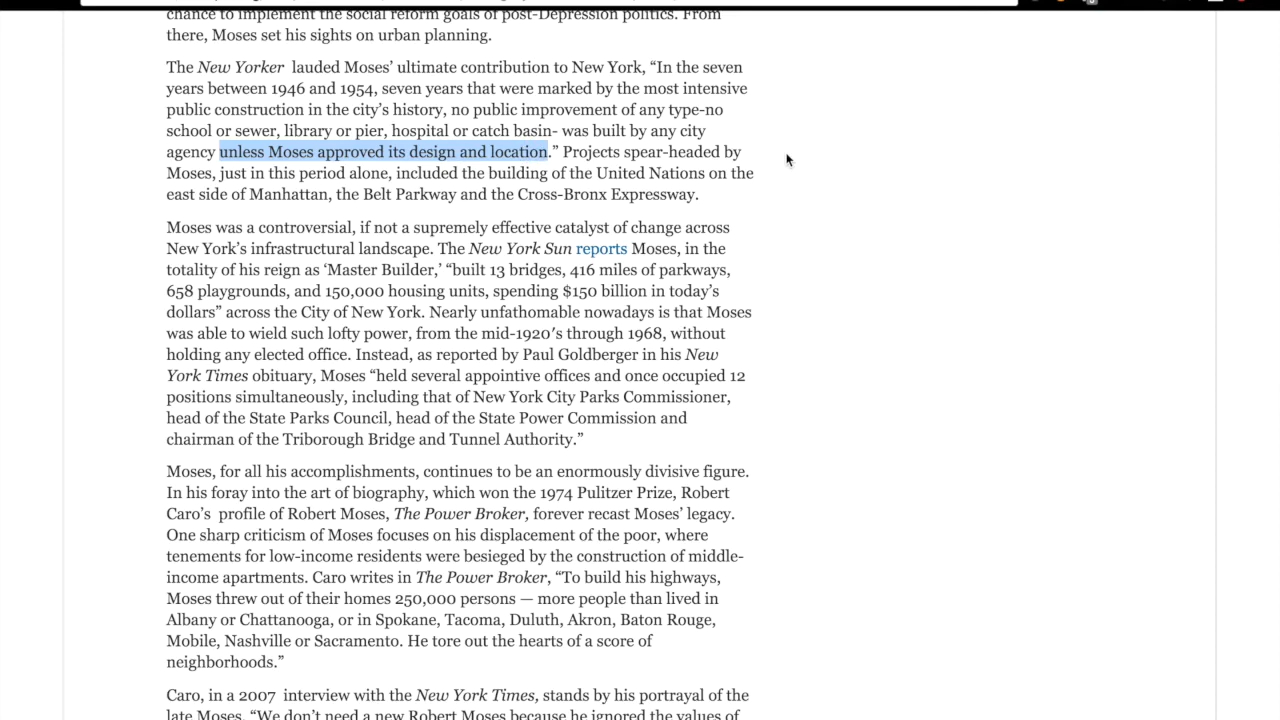 chance to implement the social reform goals of post-Depression politics. From
there, Moses set his sights on urban planning.
The New Yorker lauded Moses’ ultimate contribution to New York, “In the seven
years between 1946 and 1954, seven years that were marked by the most intensive
public construction in the city’s history, no public improvement of any type-no
school or sewer, library or pier, hospital or catch basin- was built by any city
agency unless Moses approved its design and location.” Projects spear-headed by
Moses, just in this period alone, included the building of the United Nations on the
east side of Manhattan, the Belt Parkway and the Cross-Bronx Expressway.
Moses was a controversial, if not a supremely effective catalyst of change across
New York’s infrastructural landscape. The New York Sun reports Moses, in the
totality of his reign as ‘Master Builder,’ “built 13 bridges, 416 miles of parkways,
658 playgrounds, and 150,000 housing units, spending $150 billion in today’s
dollars” across the City of New York. Nearly unfathomable nowadays is that Moses
was able to wield such lofty power, from the mid-1920′s through 1968, without
holding any elected office. Instead, as reported by Paul Goldberger in his New
York Times obituary, Moses “held several appointive offices and once occupied 12
positions simultaneously, including that of New York City Parks Commissioner,
head of the State Parks Council, head of the State Power Commission and
chairman of the Triborough Bridge and Tunnel Authority.”
Moses, for all his accomplishments, continues to be an enormously divisive figure.
In his foray into the art of biography, which won the 1974 Pulitzer Prize, Robert
Caro’s profile of Robert Moses, The Power Broker, forever recast Moses’ legacy.
One sharp criticism of Moses focuses on his displacement of the poor, where
tenements for low-income residents were besieged by the construction of middle-
income apartments. Caro writes in The Power Broker, “To build his highways,
Moses threw out of their homes 250,000 persons — more people than lived in
Albany or Chattanooga, or in Spokane, Tacoma, Duluth, Akron, Baton Rouge,
Mobile, Nashville or Sacramento. He tore out the hearts of a score of
neighborhoods.”
Caro, in a 2007 interview with the New York Times, stands by his portrayal of the
late Moses. “We don’t need a new Robert Moses because he ignored the values of